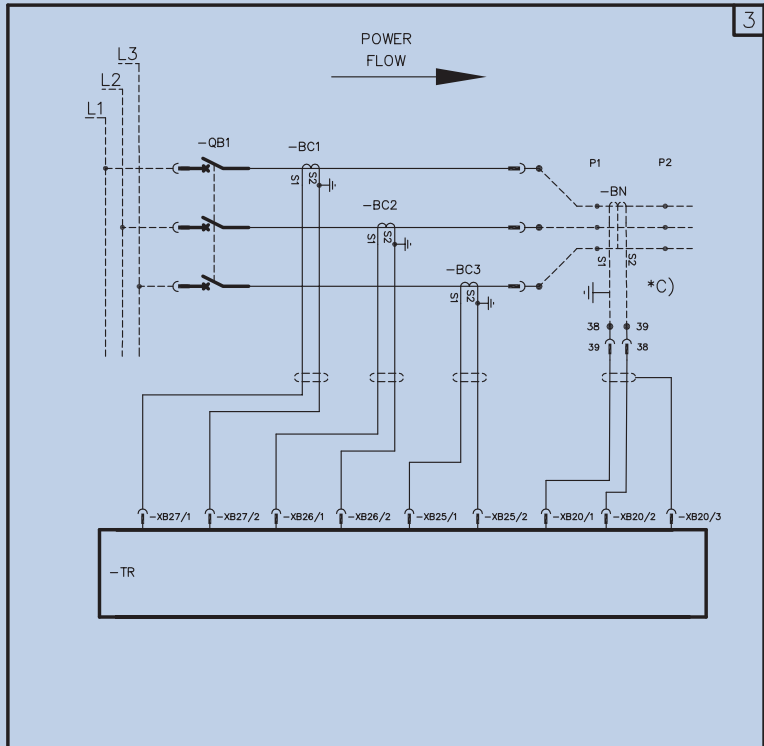 3
POWER
FLOW
L3
L2
L1
-QB1
-BC1
P1
P2
S1
S2
-BN
-BC2
S1
S2
-BC3
S1
S2
S1
S2
*C)
38
39
39
38
-XB27/1
-XB27/2
-XB26/1
-XB26/2
-XB25/1
-XB25/2
-XB20/1
-XB20/2
-XB20/3
-TR